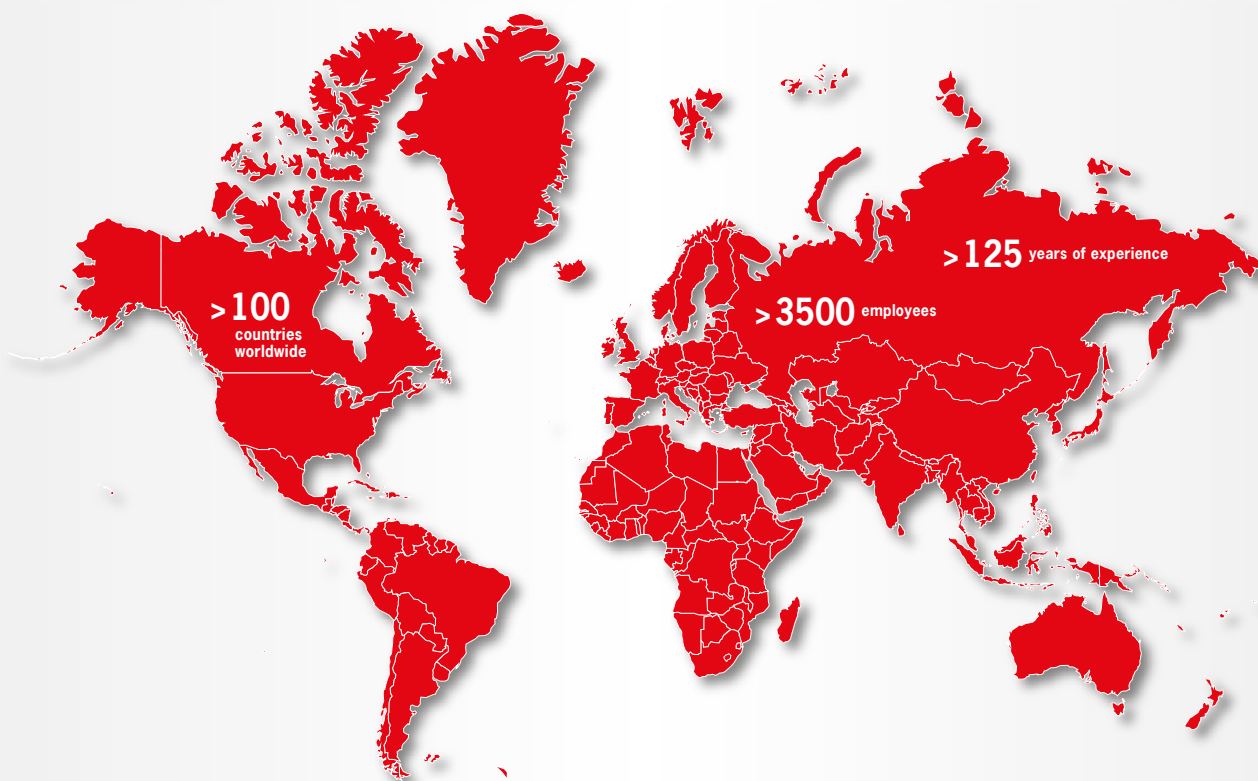 > 125 years of experience
> 100
countries
worldwide
> 3500 employees